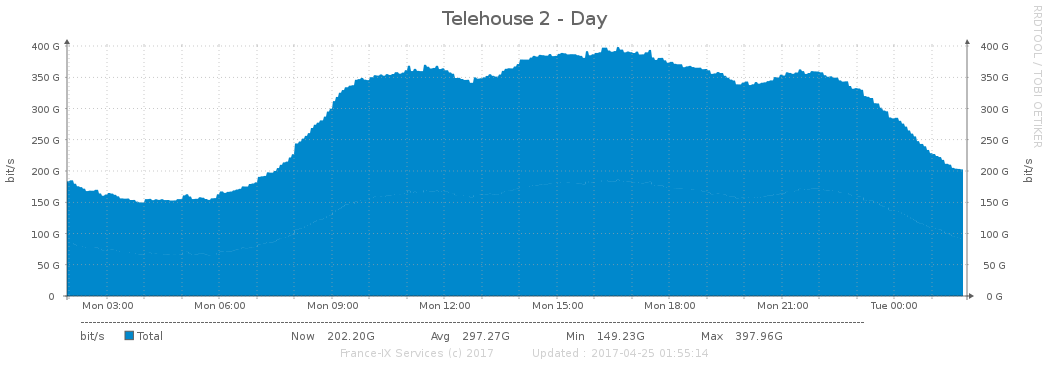 Telehouse 2 - Day
RRDTOOL / TOBI OETIKER
bit/s
bit/s
400 G 400 G
350 G 350 G
300 G 300 G
250 G 250 G
200 G 200 G
150 G 150 G
100 G 100 G
50 G 50 G
0 0 G
Mon 03:00 Mon 06:00 Mon 09:00 Mon 12:00 Mon 15:00 Mon 18:00 Mon 21:00 Tue 00:00
bit/s Total Now 202.20G Avg 297.27G Min 149.23G Max 397.96G
France-IX Services (c) 2017 Updated : 2017-04-25 01:55:14